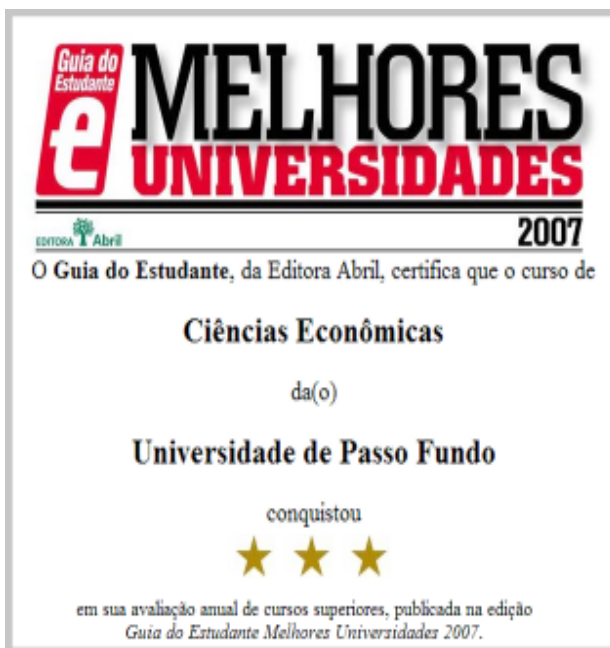 Guia do
Estudante
e
MELHORES
UNIVERSIDADES
EDITORA Abril
2007
O Guia do Estudante, da Editora Abril, certifica que o curso de
Ciências Econômicas
da(o)
Universidade de Passo Fundo
conquistou
em sua avaliação anual de cursos superiores, publicada na edição
Guia do Estudante Melhores Universidades 2007.